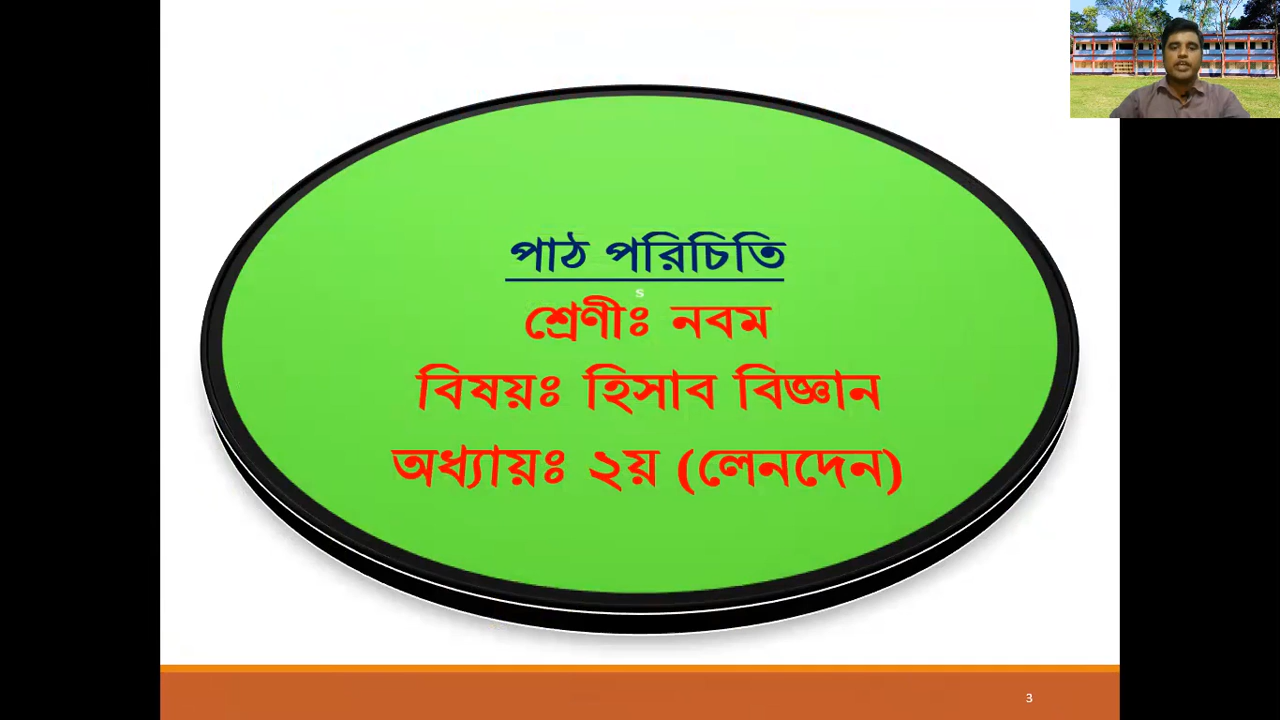 পাঠ পরিচিতি
s
শ্রেণীঃ নবম
বিষয়ঃ হিসাব বিজ্ঞান
অধ্যায়ঃ ২য় (লেনদেন)
3